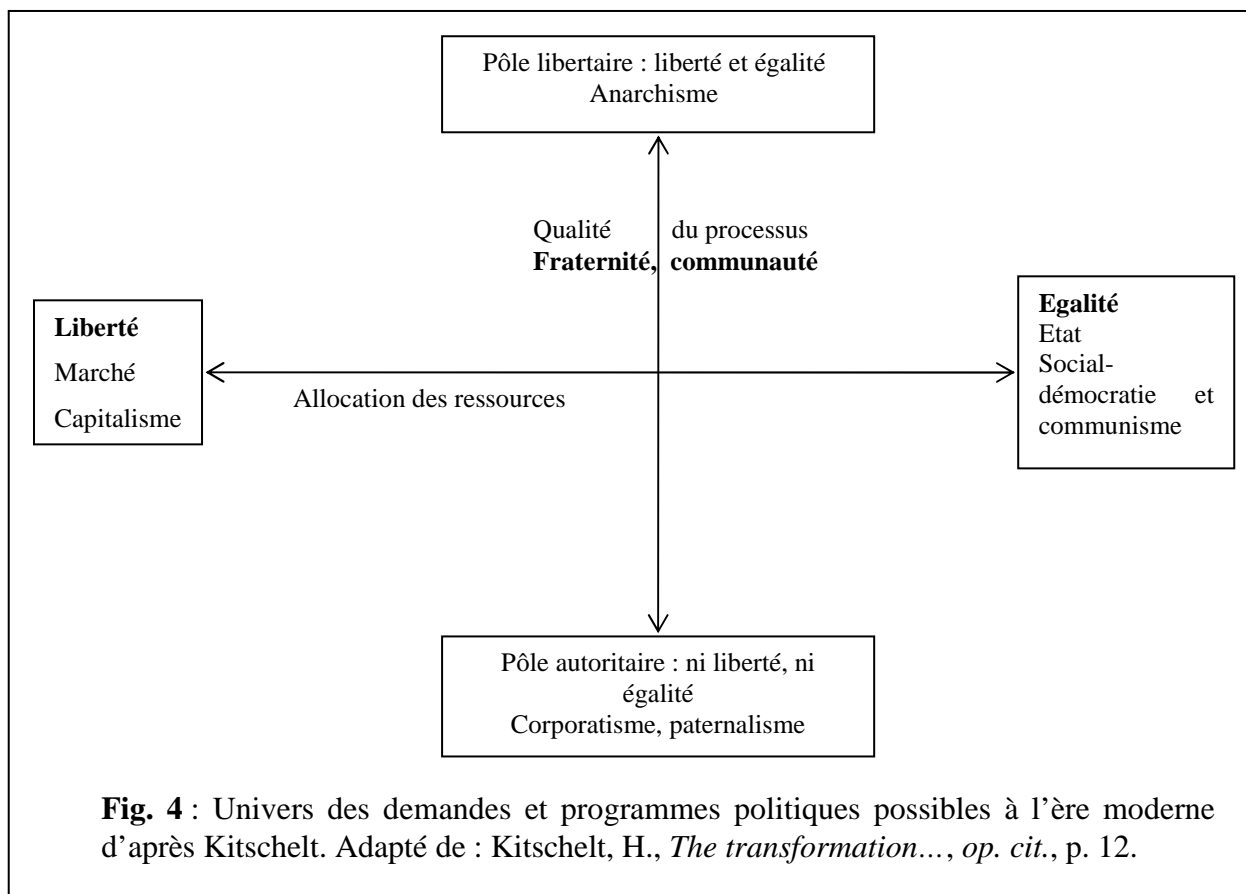 Pôle libertaire : liberté et égalité
Anarchisme
Qualité du processus
Fraternité, communauté
Liberté
Marché
Capitalisme
Allocation des ressources
Egalité
Etat
Social-
démocratie et
communisme
Pôle autoritaire : ni liberté, ni
égalité
Corporatisme, paternalisme
Fig. 4 : Univers des demandes et programmes politiques possibles à l’ère moderne
d’après Kitschelt. Adapté de : Kitschelt, H., The transformation…, op. cit., p. 12.